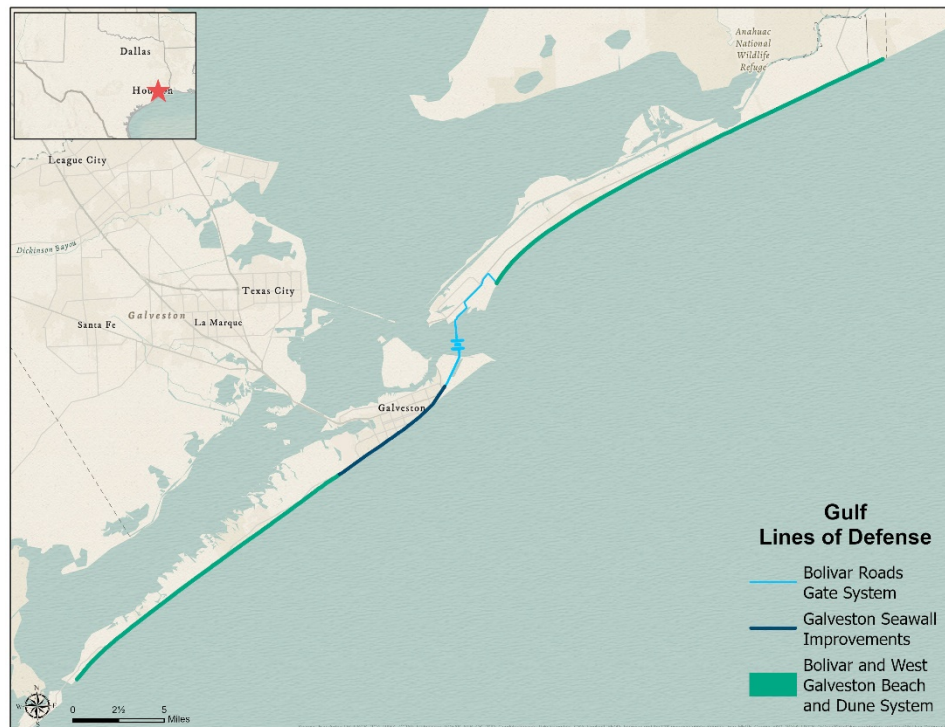 Dallas
Houston
Anahuac
National
Wildlife
Refuge
League City
Dickinson Bayou
Texas City
Galveston
La Marque
Santa Fe
Galveston
Gulf
Lines of Defense
Bolivar Roads
Gate System
Galveston Seawall
Improvements
Bolivar and West
Galveston Beach
and Dune System
N
W
E
S
0 2½ 5
Miles